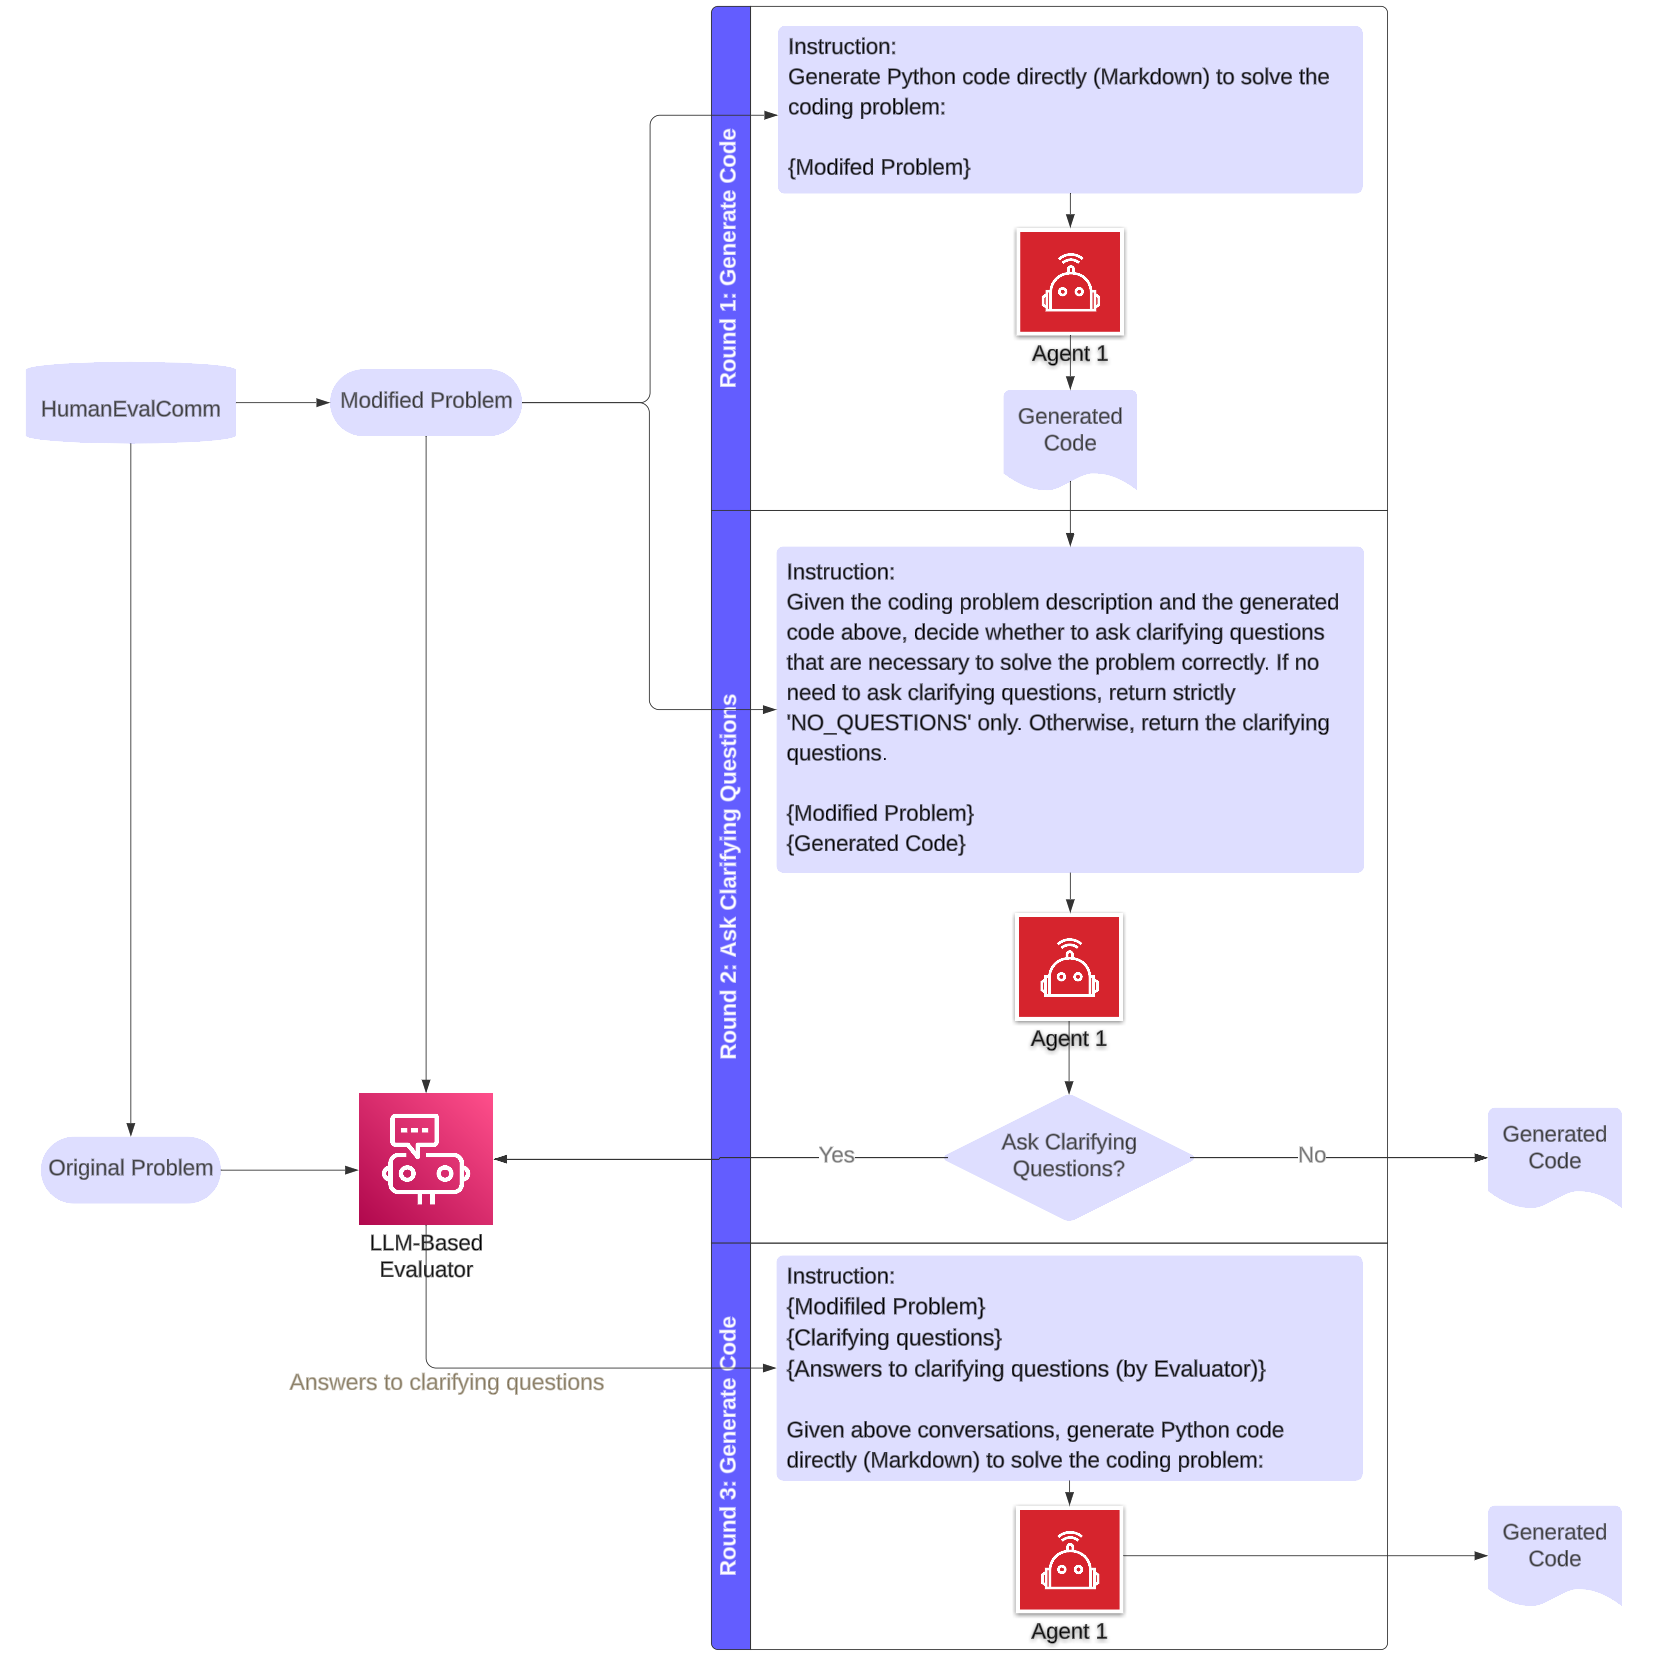 Round 1: Generate Code
Instruction:
Generate Python code directly (Markdown) to solve the
coding problem:
{Modifed Problem}
Agent 1
Generated
Code
HumanEvalComm
Modified Problem
Round 2: Ask Clarifying Questions
Instruction:
Given the coding problem description and the generated
code above, decide whether to ask clarifying questions
that are necessary to solve the problem correctly. If no
need to ask clarifying questions, return strictly
'NO_QUESTIONS' only. Otherwise, return the clarifying
questions.
{Modified Problem}
{Generated Code}
Agent 1
Ask Clarifying
Questions?
Yes
No
Generated
Code
Original Problem
LLM-Based
Evaluator
Answers to clarifying questions
Round 3: Generate Code
Instruction:
{Modifiled Problem}
{Clarifying questions}
{Answers to clarifying questions (by Evaluator)}
Given above conversations, generate Python code
directly (Markdown) to solve the coding problem:
Agent 1
Generated
Code